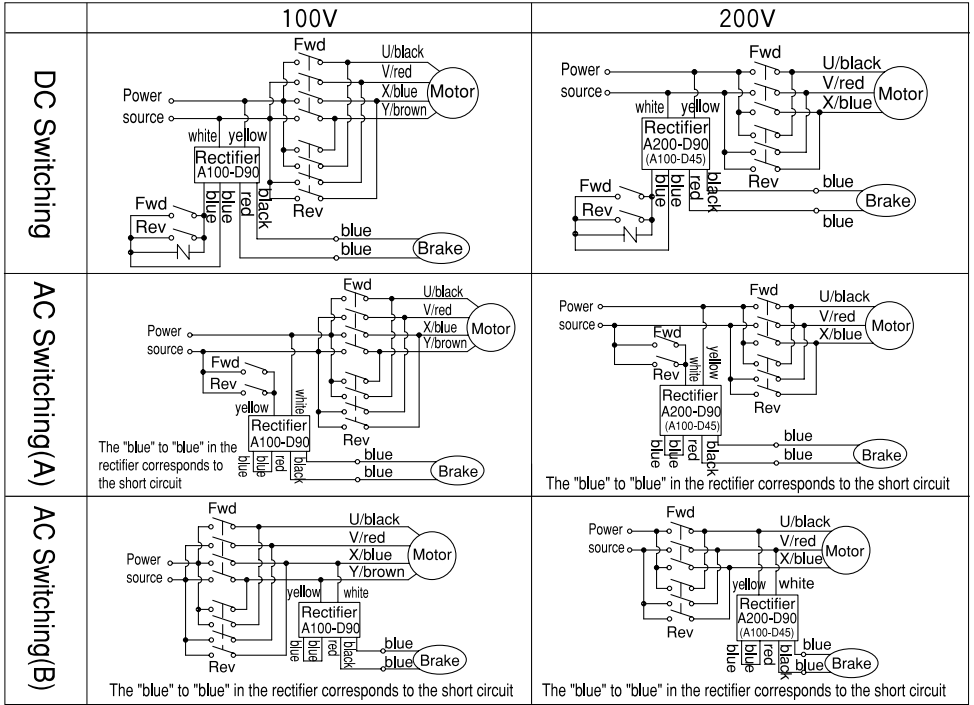 100V
200V
DC Switching
Fwd
U/black
V/red
X/blue
Y/brown
Motor
Power
source
white yellow
Rectifier
A100-D90
blue
blue
red
black
Rev
Fwd
Rev
N
blue
blue
Brake
Fwd
U/black
V/red
X/blue
Motor
Power
source
white yellow
Rectifier
A200-D90
(A100-D45)
blue
blue
red
black
Rev
Fwd
Rev
N
blue
blue
Brake
AC Switching(A)
Fwd
U/black
V/red
X/blue
Y/brown
Motor
Power
source
Fwd
Rev
yellow
white
Rectifier
A100-D90
Rev
blue
blue
red
black
blue
blue
Brake
The "blue" to "blue" in the
rectifier corresponds to
the short circuit
Fwd
U/black
V/red
X/blue
Motor
Power
source
Fwd
Rev
white
yellow
Rectifier
A200-D90
(A100-D45)
Rev
blue
blue
red
black
blue
blue
Brake
The "blue" to "blue" in the rectifier corresponds to the short circuit
AC Switching(B)
Fwd
U/black
V/red
X/blue
Y/brown
Motor
Power
source
yellow white
Rectifier
A100-D90
blue
blue
red
black
Rev
blue
blue
Brake
The "blue" to "blue" in the rectifier corresponds to the short circuit
Fwd
U/black
V/red
X/blue
Motor
Power
source
yellow white
Rectifier
A200-D90
(A100-D45)
Rev
blue
blue
red
black
blue
blue
Brake
The "blue" to "blue" in the rectifier corresponds to the short circuit